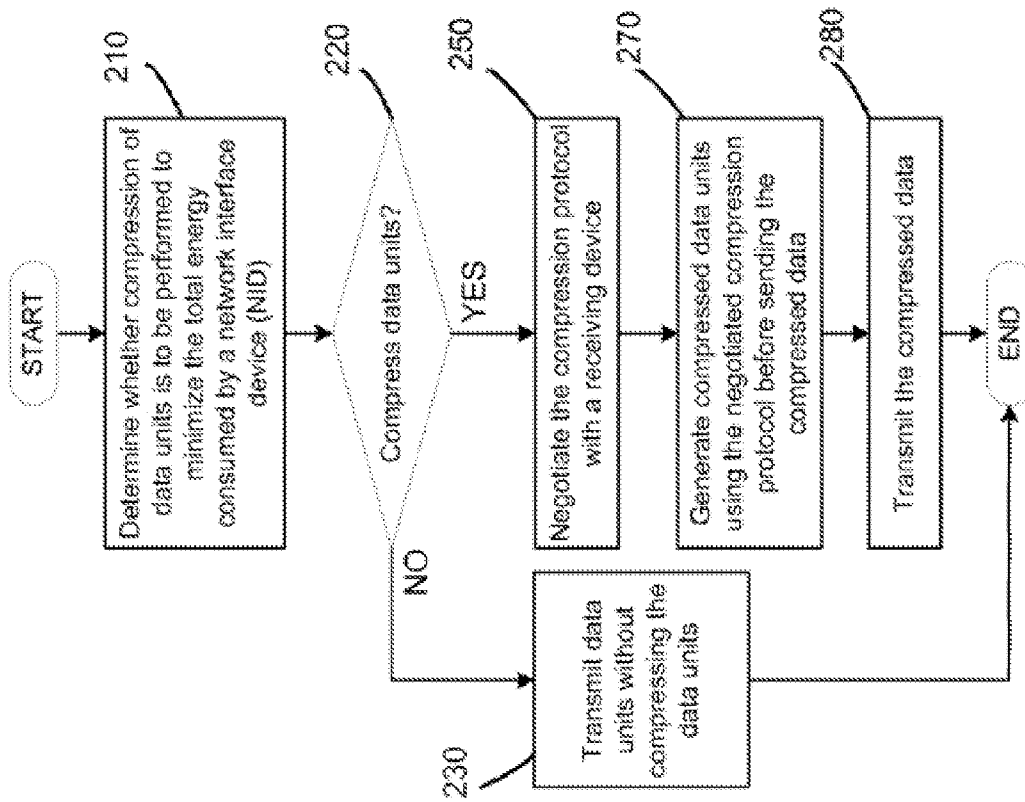 START
210
Determine whether compression of
data units is to be performed to
minimize the total energy
consumed by a network interface
device (NID)
220
Compress data units?
NO
YES
230
Transmit data
units without
compressing the
data units
250
Negotiate the compression protocol
with a receiving device
270
Generate compressed data units
using the negotiated compression
protocol before sending the
compressed data
280
Transmit the compressed data
END